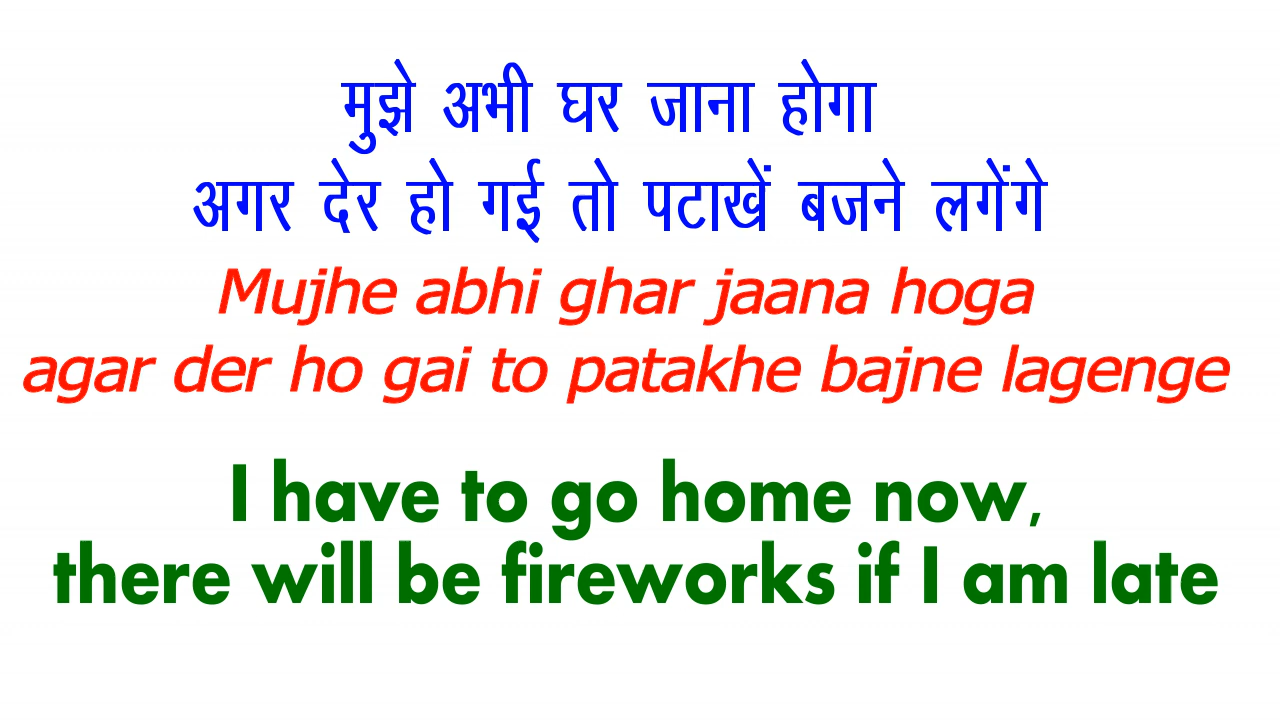 मुझे अभी घर जाना होगा
अगर देर हो गई तो पटाखें बजने लगेंगे
Mujhe abhi ghar jaana hoga
agar der ho gai to patakhe bajne lagenge
I have to go home now,
there will be fireworks if I am late